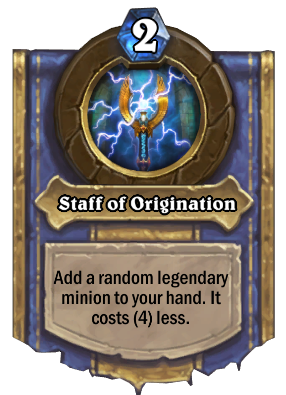 2
Staff of Origination
Add a random legendary
minion to your hand. It
costs (4) less.